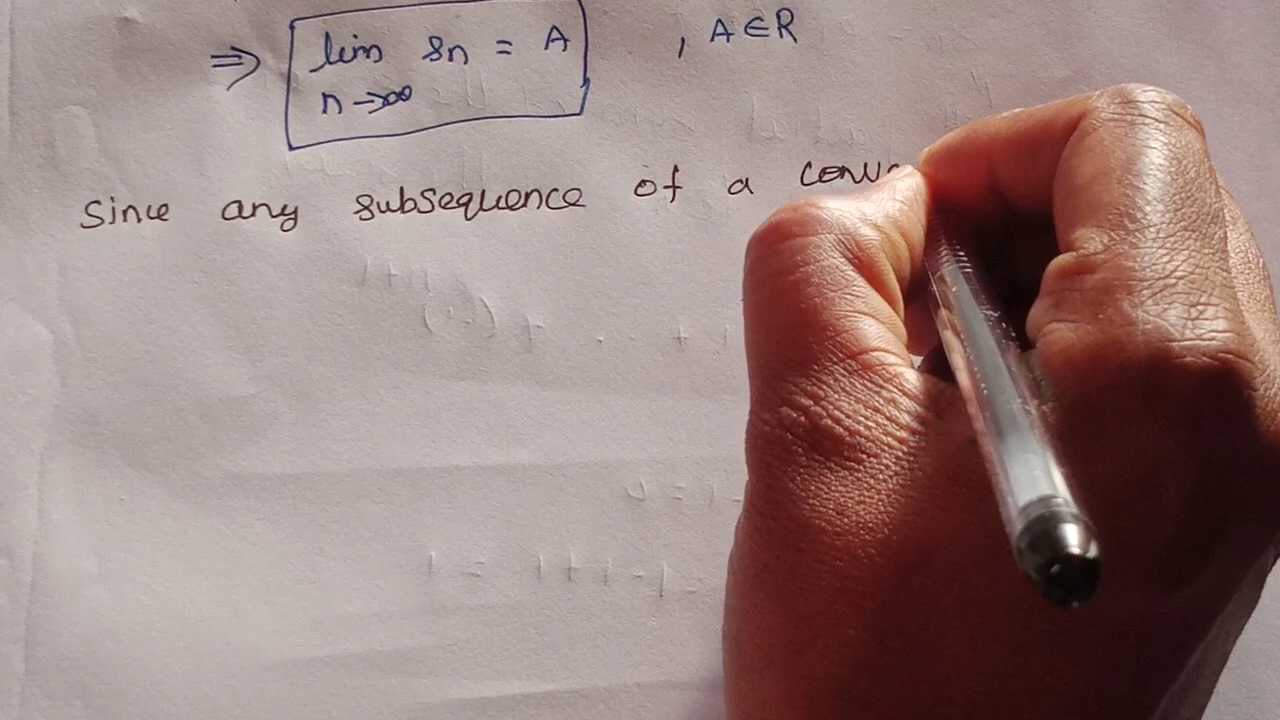 ⇒ lim sn = A , A ∈ R
n→∞
Since any subsequence of a conv